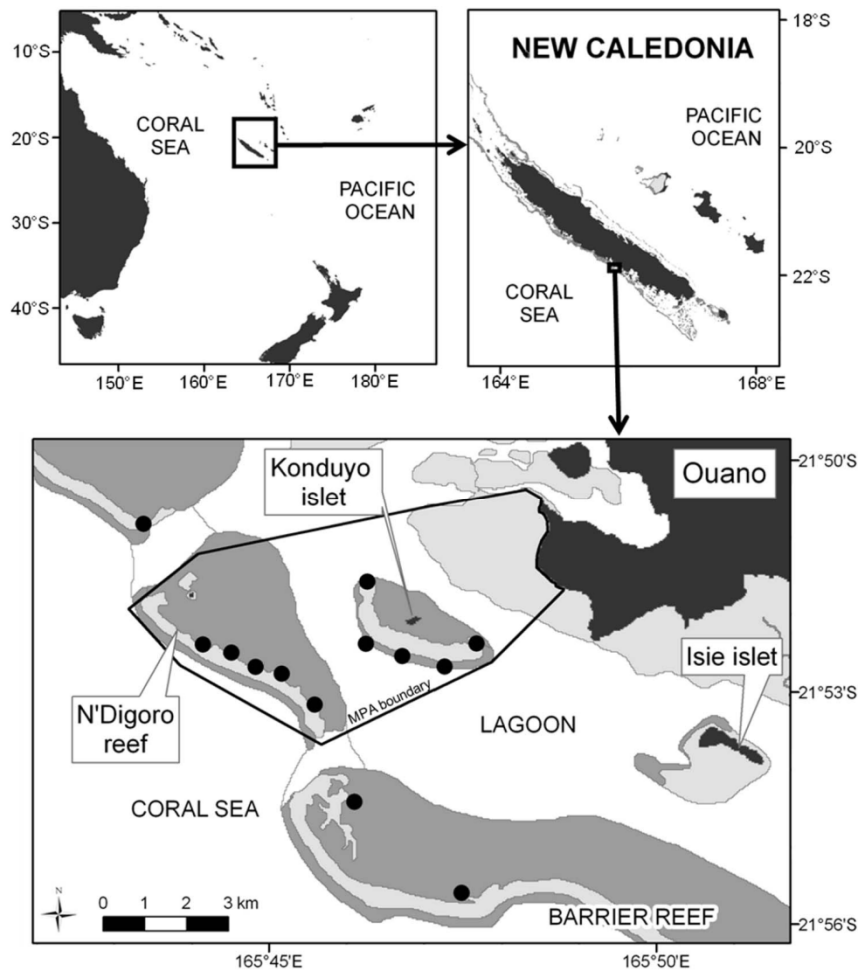 10°S
20°S
30°S
40°S
150°E
160°E
170°E
180°E
CORAL
SEA
PACIFIC
OCEAN
NEW CALEDONIA
PACIFIC
OCEAN
CORAL
SEA
18°S
20°S
22°S
164°E
168°E
Konduyo
islet
Ouano
21°50'S
Isie islet
21°53'S
N'Digoro
reef
MPA boundary
LAGOON
CORAL SEA
N
0 1 2 3 km
BARRIER REEF
21°56'S
165°45'E
165°50'E